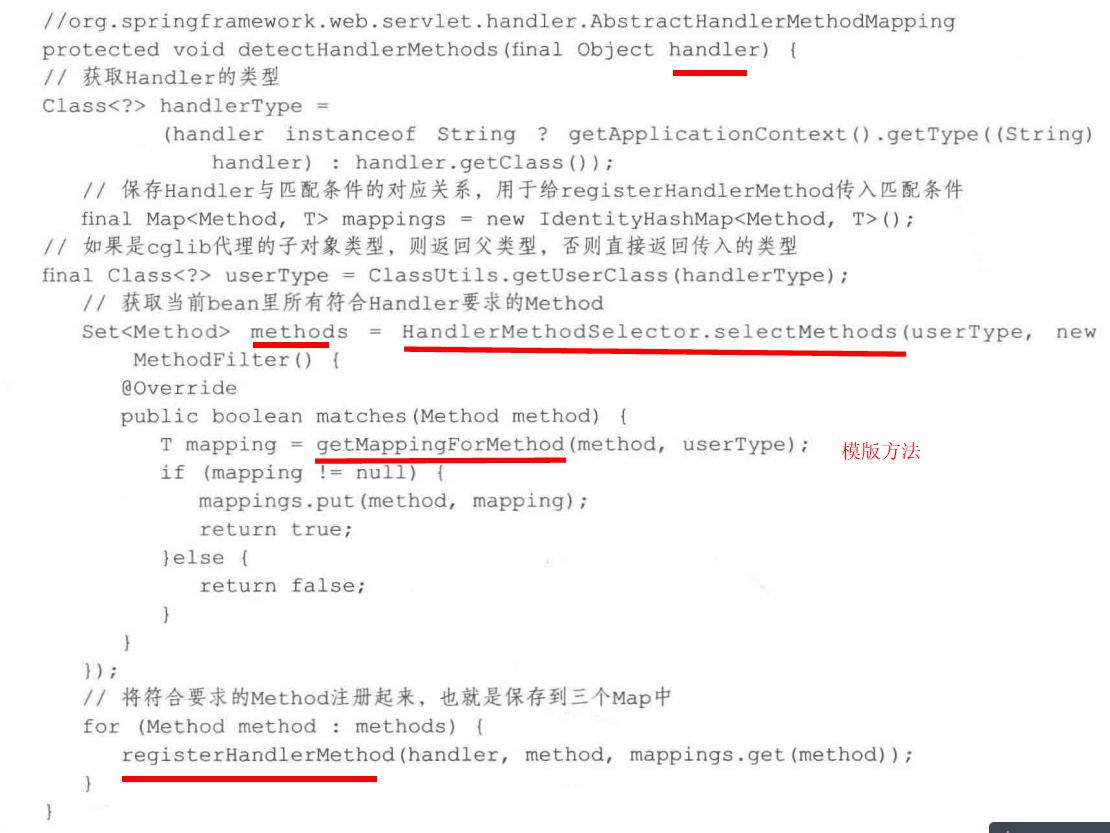 //org.springframework.web.servlet.handler.AbstractHandlerMethodMapping
protected void detectHandlerMethods(final Object handler) {
// 获取Handler的类型
Class<?> handlerType =
(handler instanceof String ? getApplicationContext().getType((String)
handler) : handler.getClass());
// 保存Handler与匹配条件的对应关系，用于给registerHandlerMethod传入匹配条件
final Map<Method, T> mappings = new IdentityHashMap<Method, T>();
// 如果是cglib代理的子对象类型，则返回父类型，否则直接返回传入的类型
final Class<?> userType = ClassUtils.getUserClass(handlerType);
// 获取当前bean里所有符合Handler要求的Method
Set<Method> methods = HandlerMethodSelector.selectMethods(userType, new
MethodFilter() {
@Override
public boolean matches(Method method) {
T mapping = getMappingForMethod(method, userType);
模版方法
if (mapping != null) {
mappings.put(method, mapping);
return true;
}else {
return false;
}
}
});
// 将符合要求的Method注册起来，也就是保存到三个Map中
for (Method method : methods) {
registerHandlerMethod(handler, method, mappings.get(method));
}
}